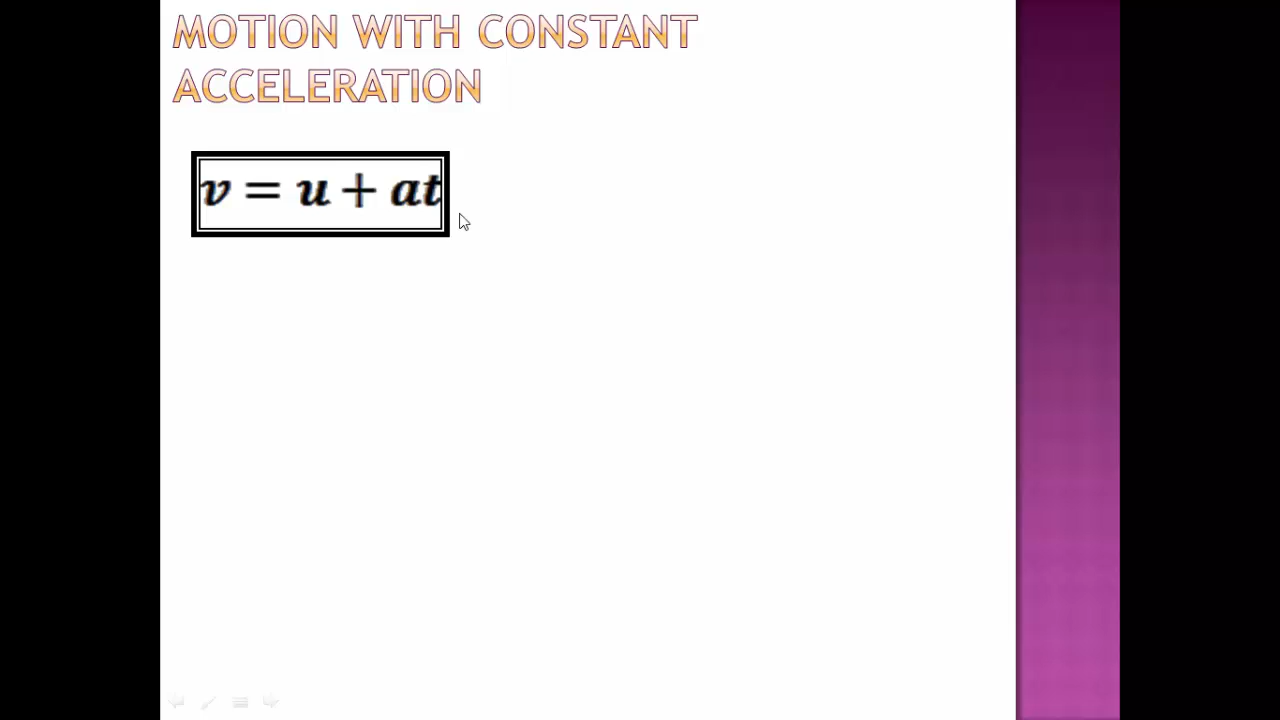 MOTION WITH CONSTANT
ACCELERATION
v = u + at